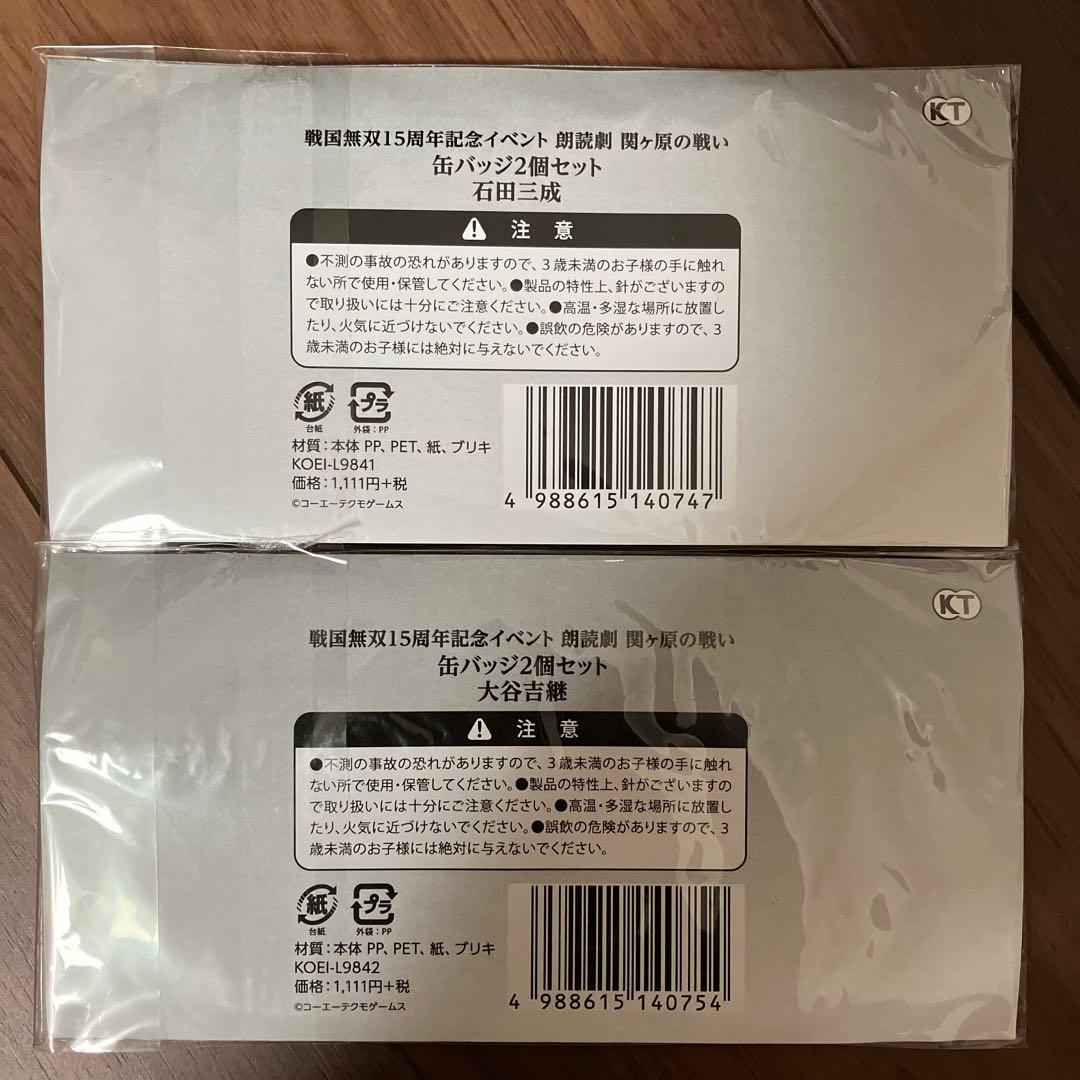 KT
戦国無双15周年記念イベント 朗読劇 関ヶ原の戦い
缶バッジ2個セット
石田三成
注 意
●不測の事故の恐れがありますので、3歳未満のお子様の手に触れ
ない所で使用・保管してください。●製品の特性上、針がございますの
で取り扱いには十分にご注意ください。●高温・多湿な場所に放置し
たり、火気に近づけないでください。●誤飲の危険がありますので、3
歳未満のお子様には絶対に与えないでください。
紙 プラ
台紙 外袋:PP
材質:本体 PP、PET、紙、ブリキ
KOEI-L9841
価格:1,111円+税
©コーエーテクモゲームス
4 988615 140747
KT
戦国無双15周年記念イベント 朗読劇 関ヶ原の戦い
缶バッジ2個セット
大谷吉継
注 意
●不測の事故の恐れがありますので、3歳未満のお子様の手に触れ
ない所で使用・保管してください。●製品の特性上、針がございますの
で取り扱いには十分にご注意ください。●高温・多湿な場所に放置し
たり、火気に近づけないでください。●誤飲の危険がありますので、3
歳未満のお子様には絶対に与えないでください。
紙 プラ
台紙 外袋:PP
材質:本体 PP、PET、紙、ブリキ
KOEI-L9842
価格:1,111円+税
©コーエーテクモゲームス
4 988615 140754